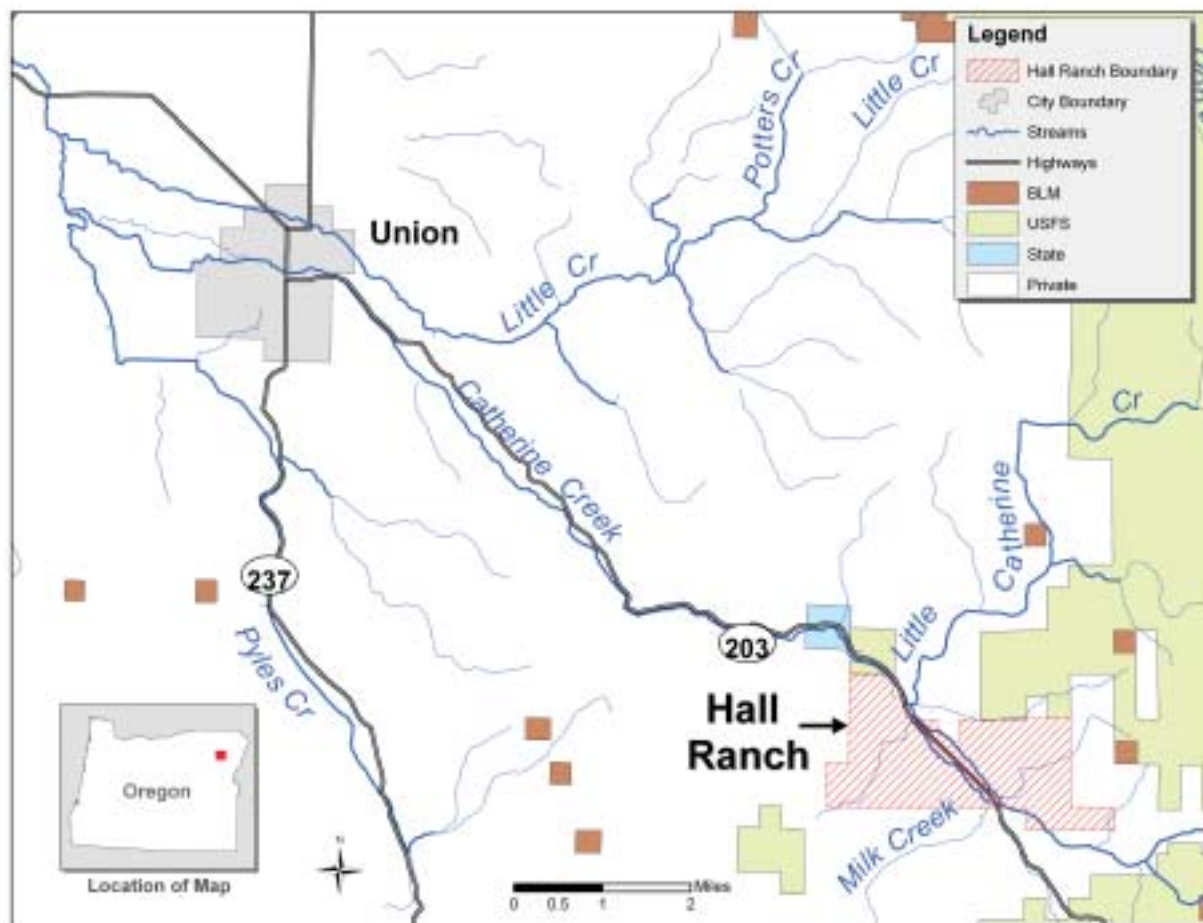 Legend
Hall Ranch Boundary
City Boundary
Streams
Highways
BLM
USFS
State
Private
Potters Cr
Little Cr
Union
Little Cr
Catherine Creek
Cr
Catherine
Little
237
203
Pyles Cr
Hall
Ranch
Milk Creek
Oregon
Location of Map
N
Miles
0 0.5 1 2